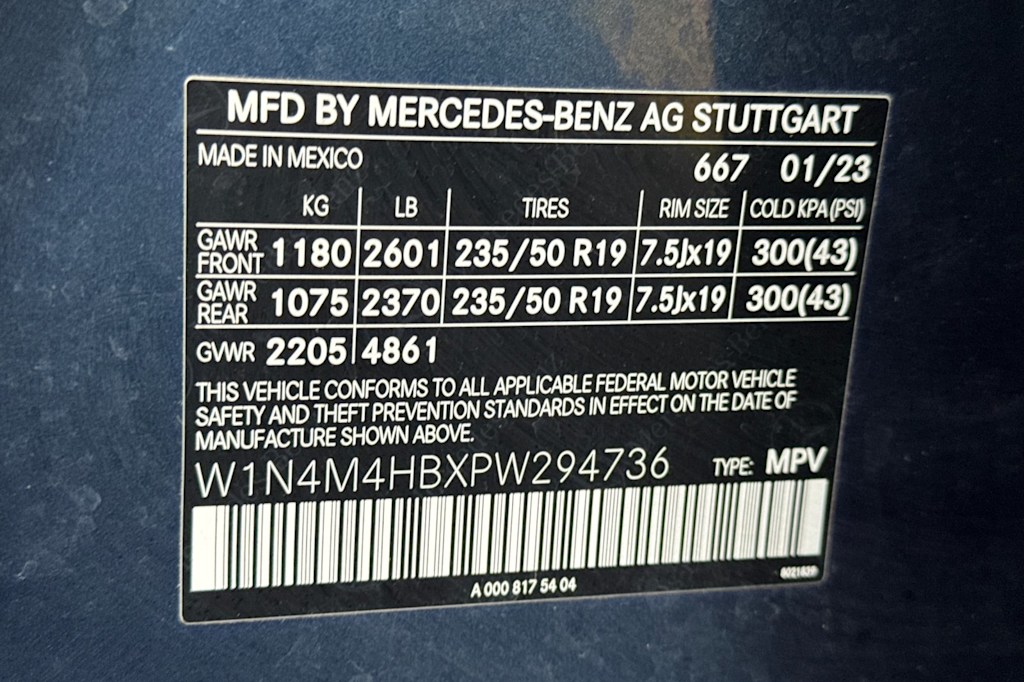 MFD BY MERCEDES-BENZ AG STUTTGART
MADE IN MEXICO 667 01/23
KG LB TIRES RIM SIZE COLD KPA(PSI)
GAWR FRONT 1180 2601 235/50 R19 7.5Jx19 300(43)
GAWR REAR 1075 2370 235/50 R19 7.5Jx19 300(43)
GVWR 2205 4861
THIS VEHICLE CONFORMS TO ALL APPLICABLE FEDERAL MOTOR VEHICLE
SAFETY AND THEFT PREVENTION STANDARDS IN EFFECT ON THE DATE OF
MANUFACTURE SHOWN ABOVE.
W1N4M4HBXPW294736 TYPE: MPV
A 000 817 54 04